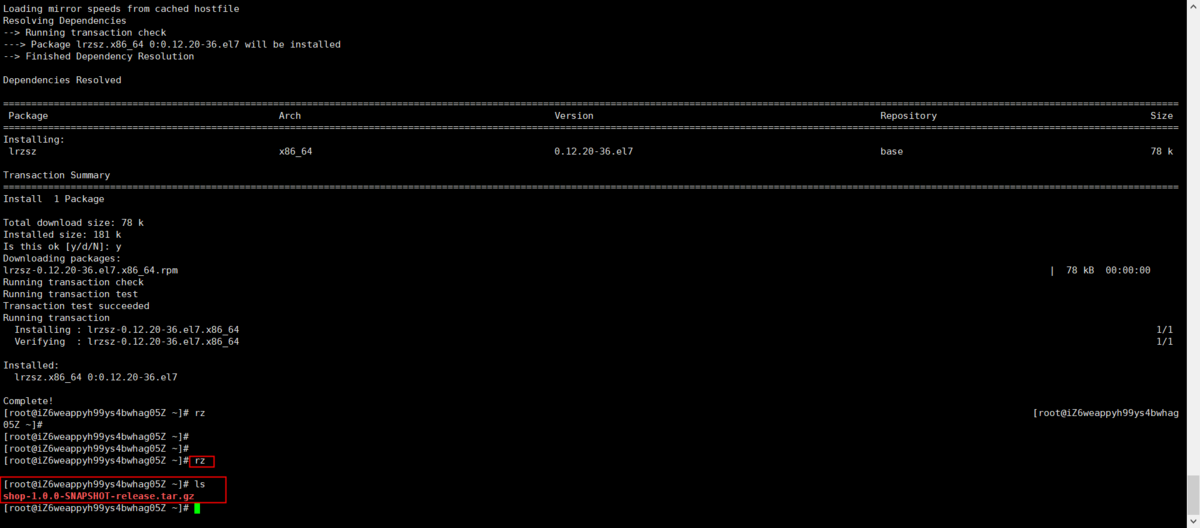 Loading mirror speeds from cached hostfile
Resolving Dependencies
--> Running transaction check
---> Package lrzsz.x86_64 0:0.12.20-36.el7 will be installed
--> Finished Dependency Resolution
Dependencies Resolved
================================================================================
Package Arch Version Repository Size
================================================================================
Installing:
lrzsz x86_64 0.12.20-36.el7 base 78 k
Transaction Summary
================================================================================
Install  1 Package
Total download size: 78 k
Installed size: 181 k
Is this ok [y/d/N]: y
Downloading packages:
lrzsz-0.12.20-36.el7.x86_64.rpm | 78 kB 00:00:00
Running transaction check
Running transaction test
Transaction test succeeded
Running transaction
Installing : lrzsz-0.12.20-36.el7.x86_64 1/1
Verifying  : lrzsz-0.12.20-36.el7.x86_64 1/1
Installed:
lrzsz.x86_64 0:0.12.20-36.el7
Complete!
[root@iZ6weappyh99ys4bwhag05Z ~]# rz [root@iZ6weappyh99ys4bwhag
05Z ~]#
[root@iZ6weappyh99ys4bwhag05Z ~]#
[root@iZ6weappyh99ys4bwhag05Z ~]#
[root@iZ6weappyh99ys4bwhag05Z ~]# rz
[root@iZ6weappyh99ys4bwhag05Z ~]# ls
shop-1.0.0-SNAPSHOT-release.tar.gz
[root@iZ6weappyh99ys4bwhag05Z ~]#